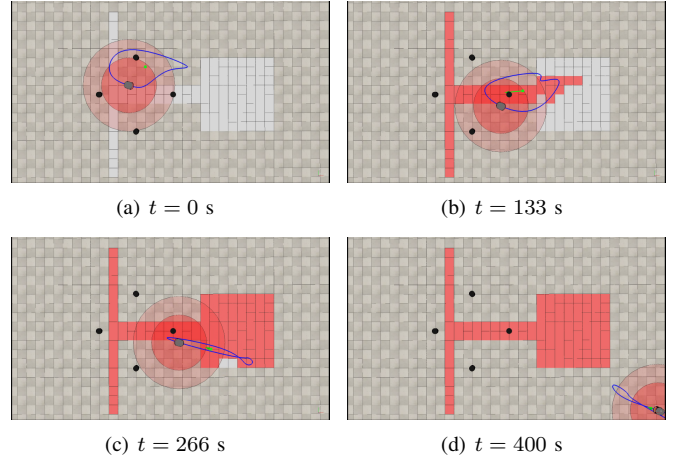 (a) t = 0 s
(b) t = 133 s
(c) t = 266 s
(d) t = 400 s